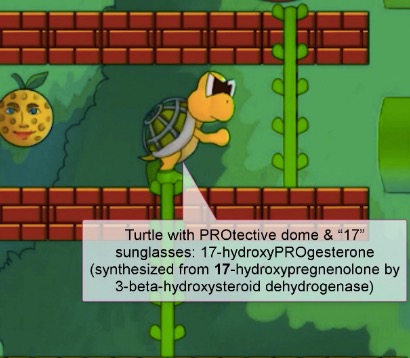 Turtle with PROtective dome & “17”
sunglasses: 17-hydroxyPROgesterone
(synthesized from 17-hydroxypregnenolone by
3-beta-hydroxysteroid dehydrogenase)